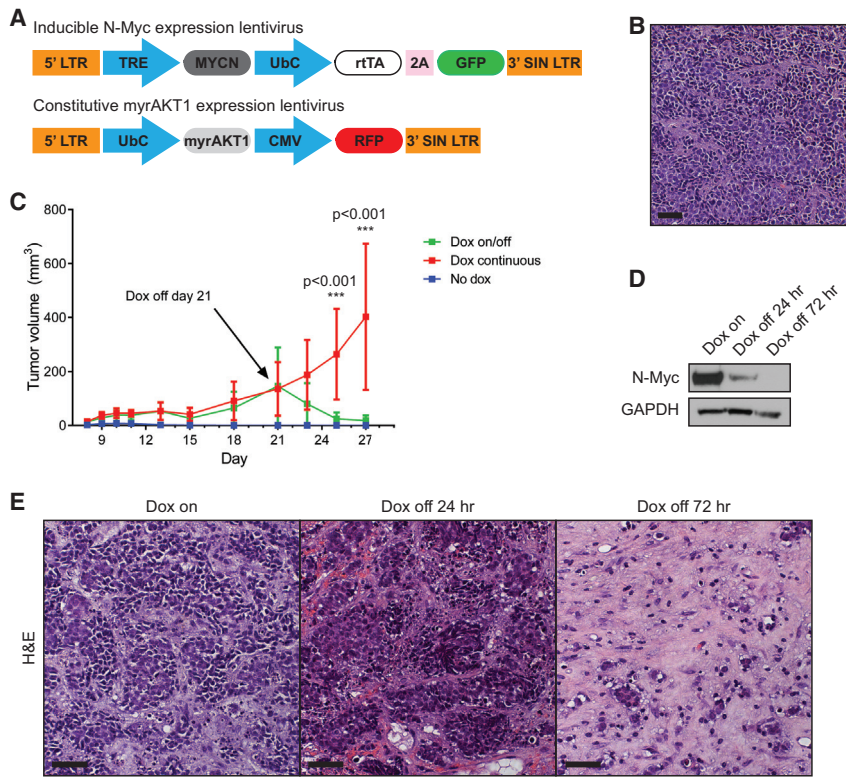 A
Inducible N-Myc expression lentivirus
5' LTR TRE MYCN UbC rtTA 2A GFP 3' SIN LTR
Constitutive myrAKT1 expression lentivirus
5' LTR UbC myrAKT1 CMV RFP 3' SIN LTR
B
C
Tumor volume (mm³)
800
600
400
200
0
9 12 15 18 21 24 27
Day
Dox off day 21
p<0.001
***
p<0.001
***
Dox on/off
Dox continuous
No dox
D
Dox on
Dox off 24 hr
Dox off 72 hr
N-Myc
GAPDH
E
Dox on Dox off 24 hr Dox off 72 hr
H&E